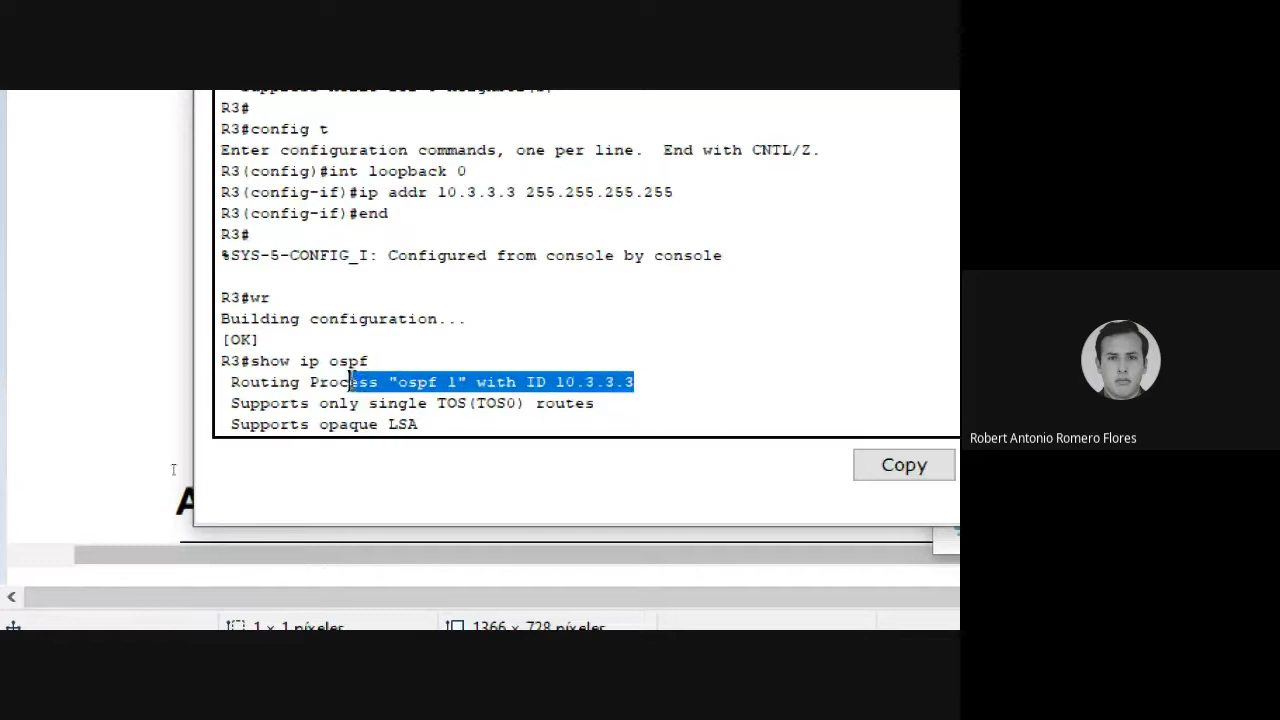 R3#
R3#config t
Enter configuration commands, one per line.  End with CNTL/Z.
R3(config)#int loopback 0
R3(config-if)#ip addr 10.3.3.3 255.255.255.255
R3(config-if)#end
R3#
%SYS-5-CONFIG_I: Configured from console by console
R3#wr
Building configuration...
[OK]
R3#show ip ospf
Routing Process "ospf 1" with ID 10.3.3.3
Supports only single TOS(TOS0) routes
Supports opaque LSA
Copy
A
1 × 1 píxeles
1366 × 728 píxeles
Robert Antonio Romero Flores